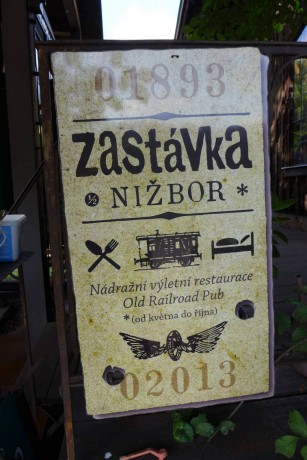 01893
zastávka
½ NIŽBOR *
Nádražní výletní restaurace
Old Railroad Pub
* (od května do října)
02013